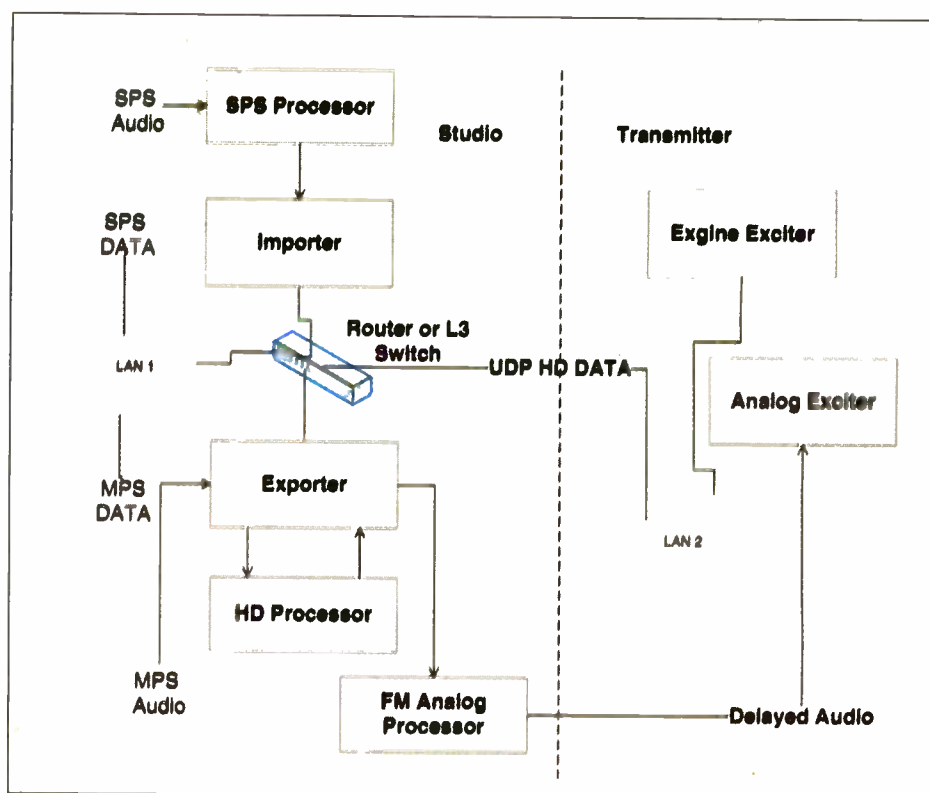 SPS
Audio
SPS Processor
Studio
Transmitter
SPS
DATA
Importer
Exgine Exciter
Router or L3
Switch
LAN 1
UDP HD DATA
Analog Exciter
MPS
DATA
Exporter
LAN 2
HD Processor
MPS
Audio
FM Analog
Processor
Delayed Audio